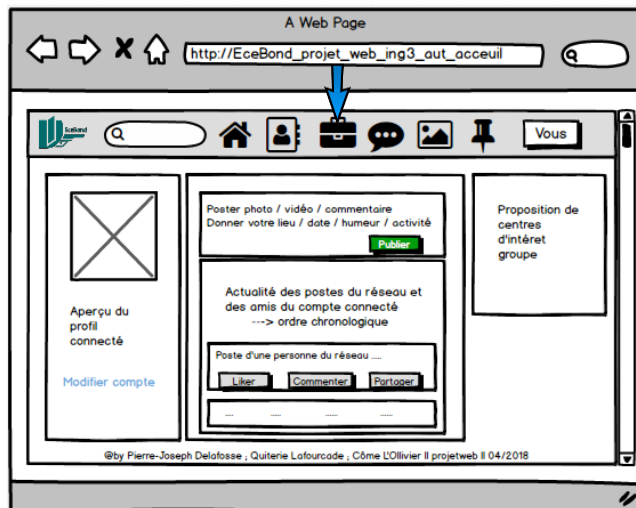 A Web Page
http://EceBond_projet_web_ing3_aut_acceuil
EceBond
Vous
Poster photo / vidéo / commentaire
Donner votre lieu / date / humeur / activité
Publier
Proposition de
centres
d'intéret
groupe
Actualité des postes du réseau et
des amis du compte connecté
---> ordre chronologique
Aperçu du
profil
connecté
Modifier compte
Poste d'une personne du réseau .....
Liker
Commenter
Partager
.... ..... ...... ......
@by Pierre-Joseph Delafosse ; Quiterie Lafourcade ; Côme L'Ollivier II projetweb II 04/2018